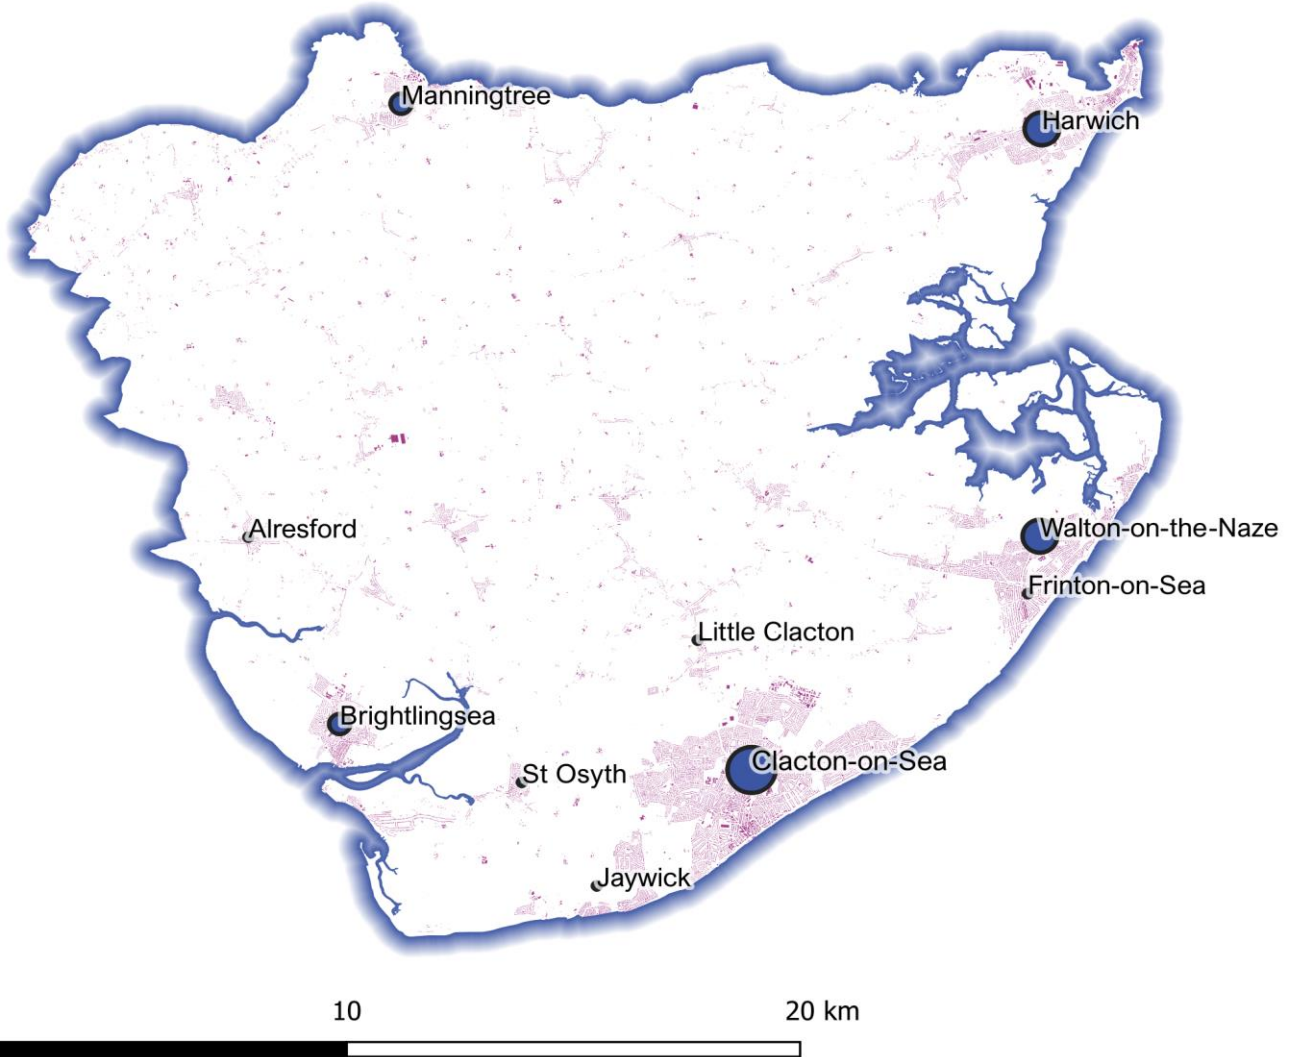 Manningtree
Harwich
Alresford
Walton-on-the-Naze
Frinton-on-Sea
Little Clacton
Brightlingsea
Clacton-on-Sea
St Osyth
Jaywick
10 20 km